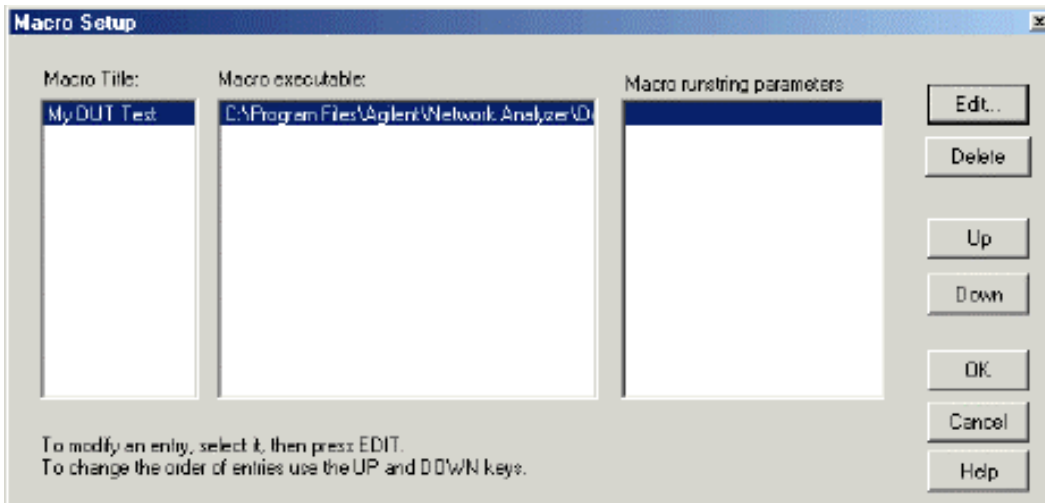 Macro Setup
Macro Title:
Macro executable:
Macro runstring parameters
My DUT Test
C:\Program Files\Agilent\Network Analyzer\D
Edit...
Delete
Up
Down
OK
Cancel
Help
To modify an entry, select it, then press EDIT.
To change the order of entries use the UP and DOWN keys.